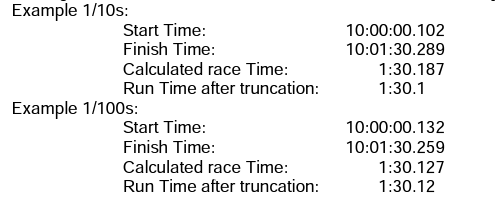 Example 1/10s:
Start Time: 10:00:00.102
Finish Time: 10:01:30.289
Calculated race Time: 1:30.187
Run Time after truncation: 1:30.1
Example 1/100s:
Start Time: 10:00:00.132
Finish Time: 10:01:30.259
Calculated race Time: 1:30.127
Run Time after truncation: 1:30.12